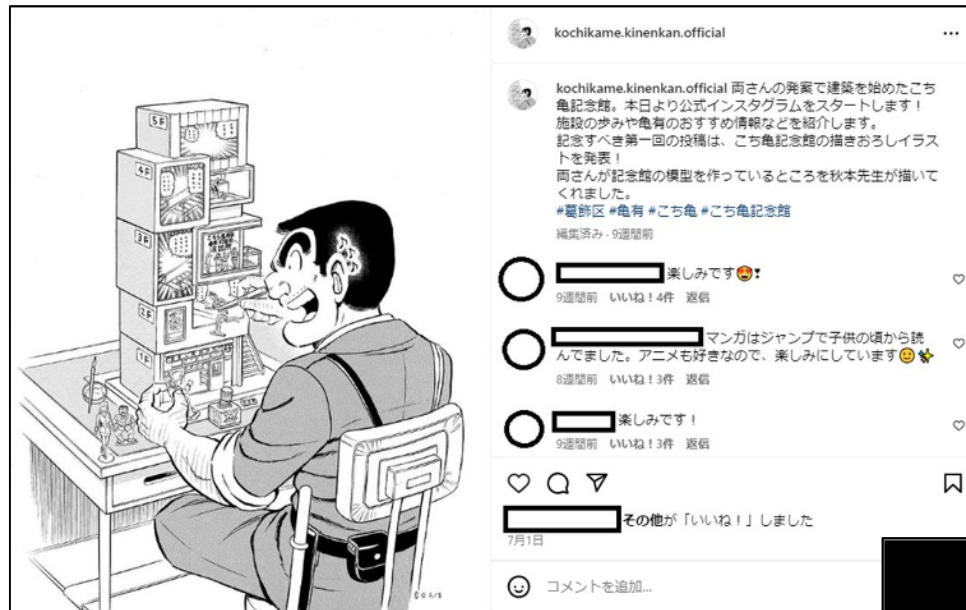 kochikame.kinenkan.official
kochikame.kinenkan.official 両さんの発案で建築を始めたこち
亀記念館。本日より公式インスタグラムをスタートします！
施設の歩みや亀有のおすすめ情報などを紹介します。
記念すべき第一回の投稿は、こち亀記念館の描きおろしイラス
トを発表！
両さんが記念館の模型を作っているところを秋本先生が描いて
くれました。
#葛飾区 #亀有 #こち亀 #こち亀記念館
編集済み・9週間前
楽しみです😍❣
9週間前 いいね！4件 返信
マンガはジャンプで子供の頃から読
んでました。アニメも好きなので、楽しみにしています🙂✨
8週間前 いいね！3件 返信
楽しみです！
9週間前 いいね！3件 返信
その他が「いいね！」しました
7月1日
コメントを追加...
5F
4F
3F
2F
1F